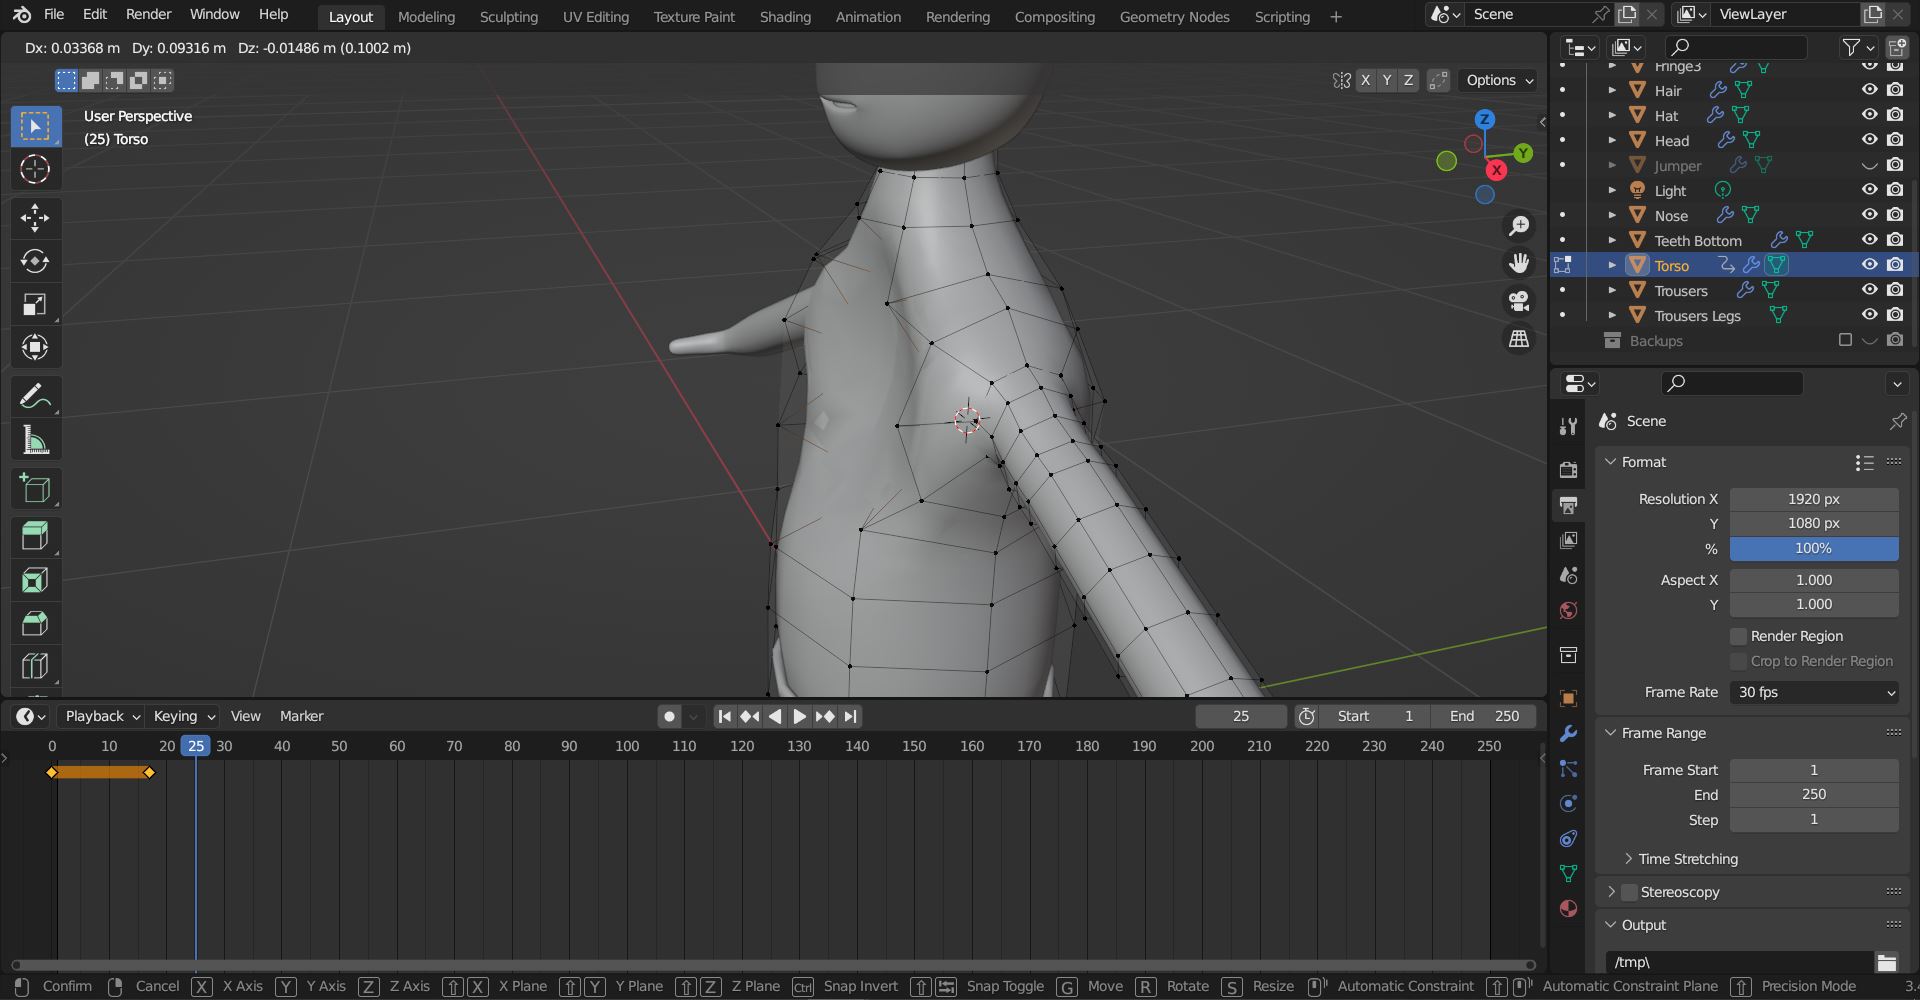 File Edit Render Window Help Layout Modeling Sculpting UV Editing Texture Paint Shading Animation Rendering Compositing Geometry Nodes Scripting + Scene ViewLayer
Dx: 0.03368 m Dy: 0.09316 m Dz: -0.01486 m (0.1002 m)
X Y Z Options
User Perspective
(25) Torso
Z
Y
X
Fringe3
Hair
Hat
Head
Jumper
Light
Nose
Teeth Bottom
Torso
Trousers
Trousers Legs
Backups
Scene
Format
Resolution X 1920 px
Y 1080 px
% 100%
Aspect X 1.000
Y 1.000
Render Region
Crop to Render Region
Frame Rate 30 fps
Frame Range
Frame Start 1
End 250
Step 1
Time Stretching
Stereoscopy
Output
/tmp\
Playback Keying View Marker 25 Start 1 End 250
0 10 20 25 30 40 50 60 70 80 90 100 110 120 130 140 150 160 170 180 190 200 210 220 230 240 250
Confirm Cancel X X Axis Y Y Axis Z Z Axis X X Plane Y Y Plane Z Z Plane Ctrl Snap Invert Snap Toggle G Move R Rotate S Resize Automatic Constraint Automatic Constraint Plane Precision Mode